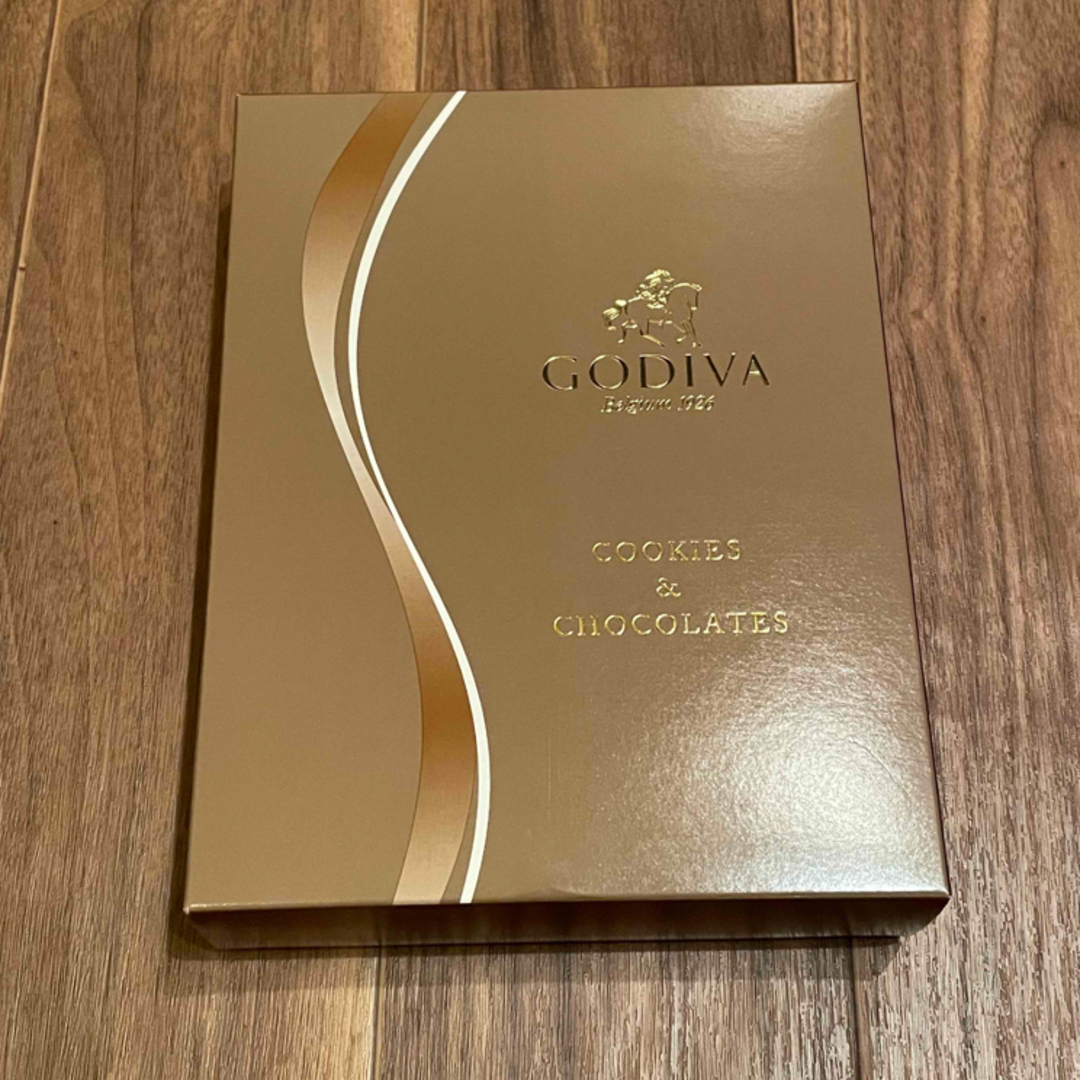 GODIVA
Belgium 1926
COOKIES
&
CHOCOLATES